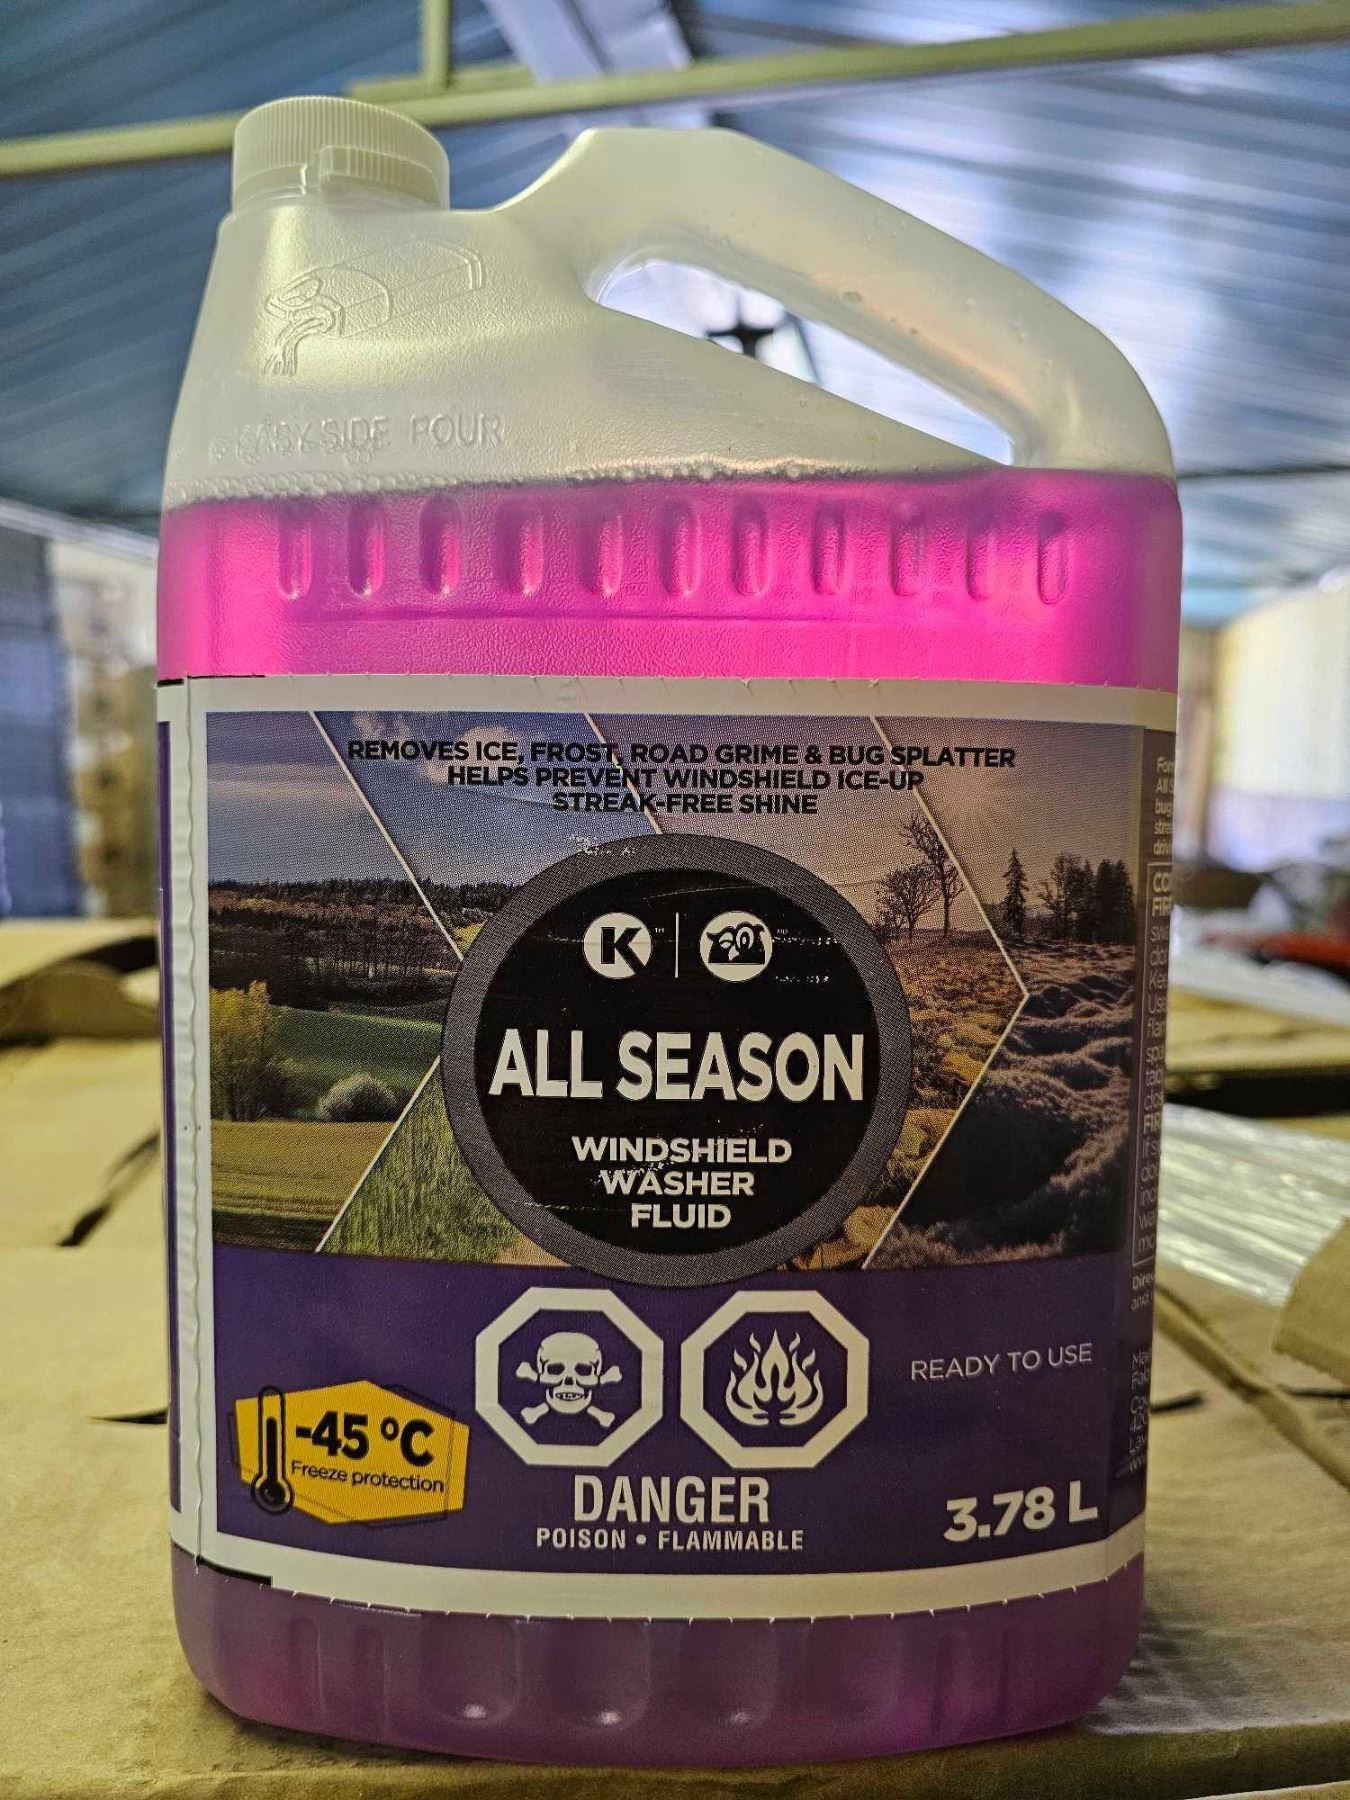 EASY SIDE POUR
REMOVES ICE, FROST, ROAD GRIME & BUG SPLATTER
HELPS PREVENT WINDSHIELD ICE-UP
STREAK-FREE SHINE
K
ALL SEASON
WINDSHIELD
WASHER
FLUID
READY TO USE
-45 °C
Freeze protection
DANGER
POISON • FLAMMABLE
3.78 L